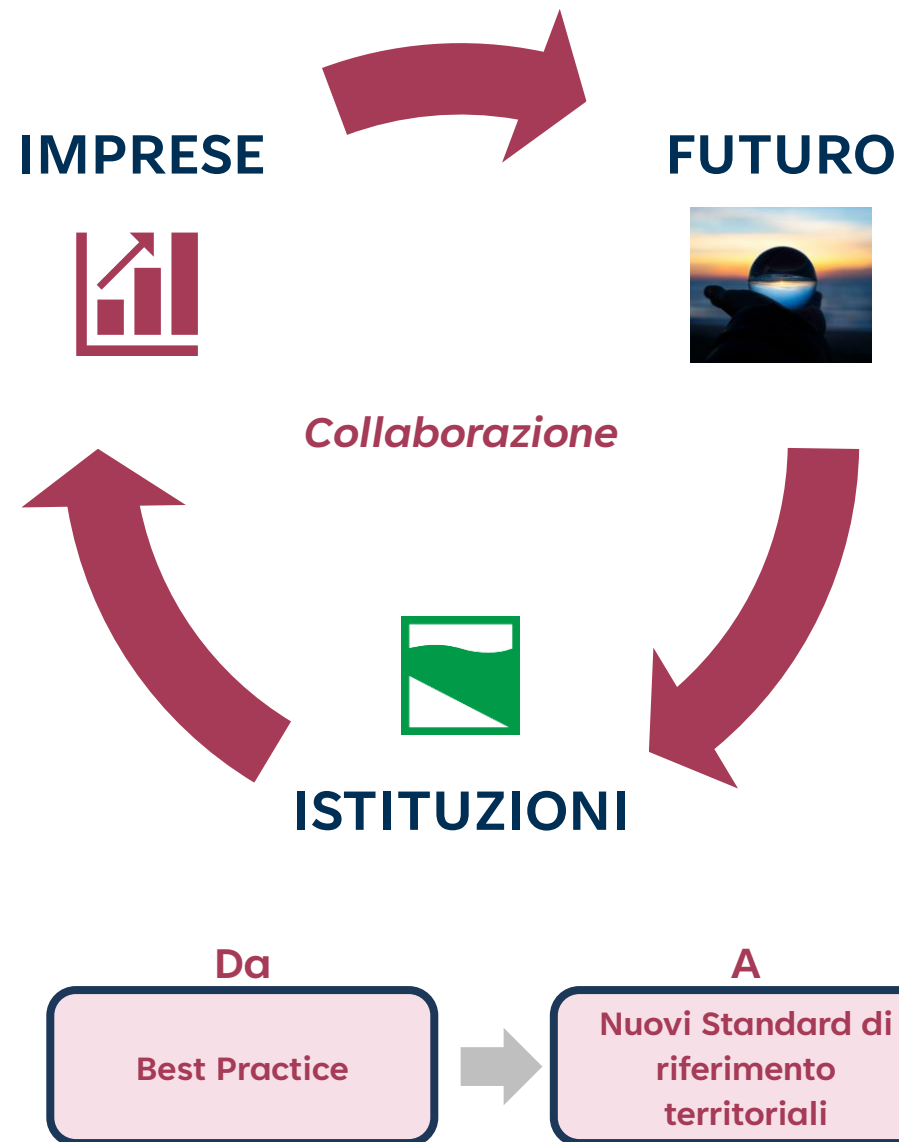 IMPRESE
FUTURO
Collaborazione
ISTITUZIONI
Da
A
Best Practice
Nuovi Standard di
riferimento
territoriali